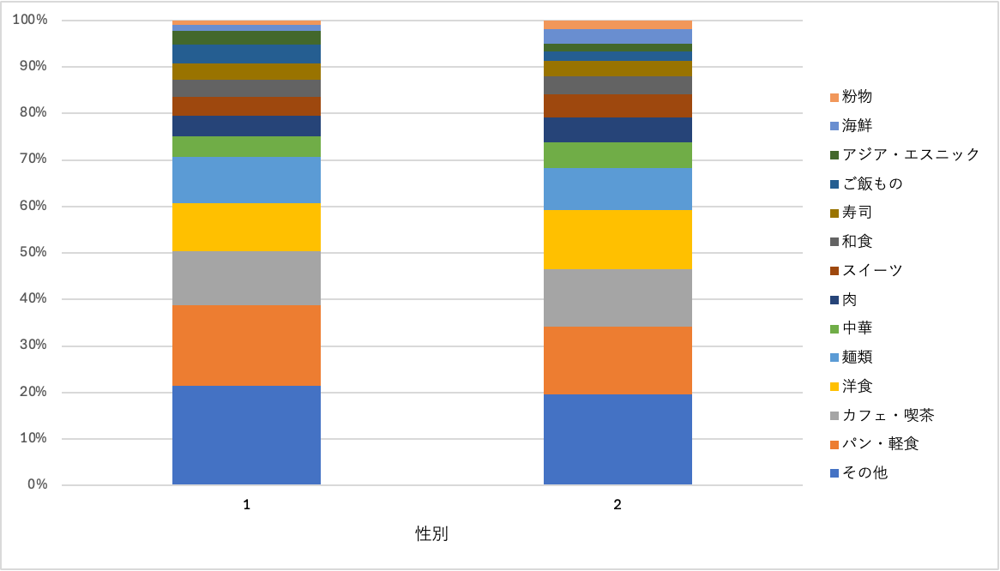 100%
90%
80%
70%
60%
50%
40%
30%
20%
10%
0%
1
2
性別
粉物
海鮮
アジア・エスニック
ご飯もの
寿司
和食
スイーツ
肉
中華
麺類
洋食
カフェ・喫茶
パン・軽食
その他